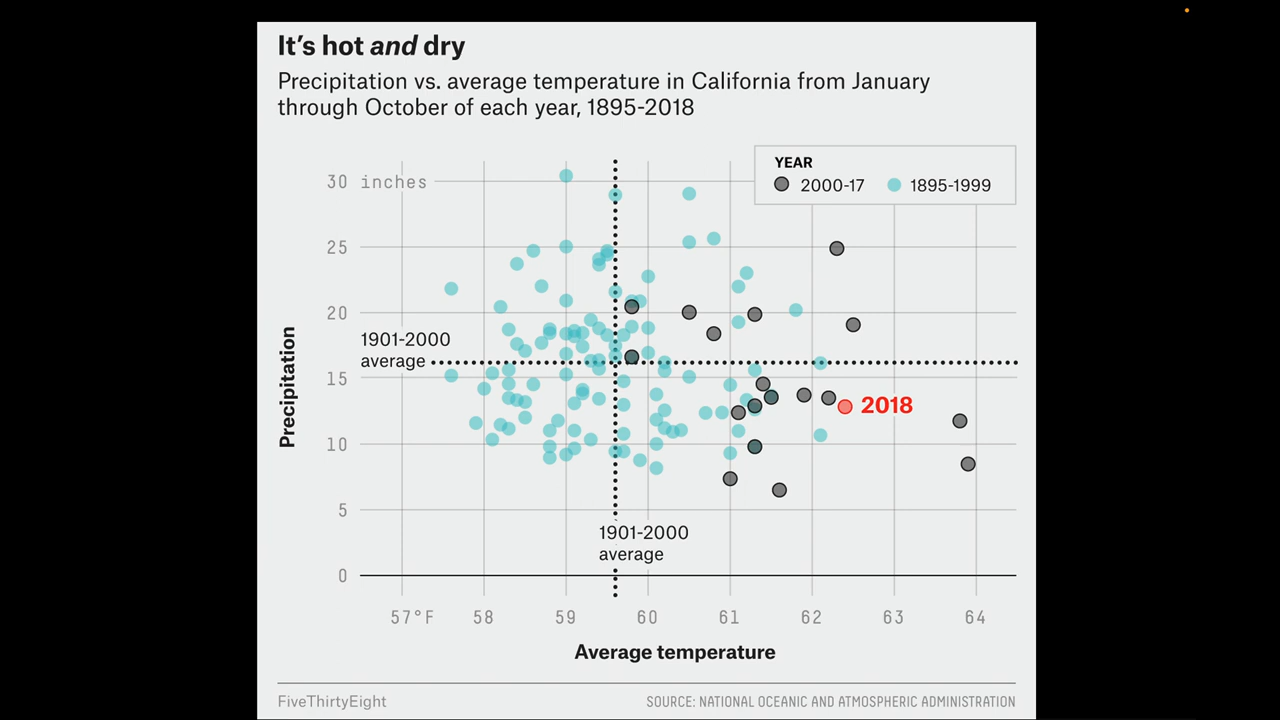 It's hot and dry
Precipitation vs. average temperature in California from January
through October of each year, 1895-2018
YEAR
2000-17
1895-1999
30 inches
25
20
1901-2000
average
15
10
5
0
Precipitation
2018
1901-2000
average
57°F 58 59 60 61 62 63 64
Average temperature
FiveThirtyEight
SOURCE: NATIONAL OCEANIC AND ATMOSPHERIC ADMINISTRATION